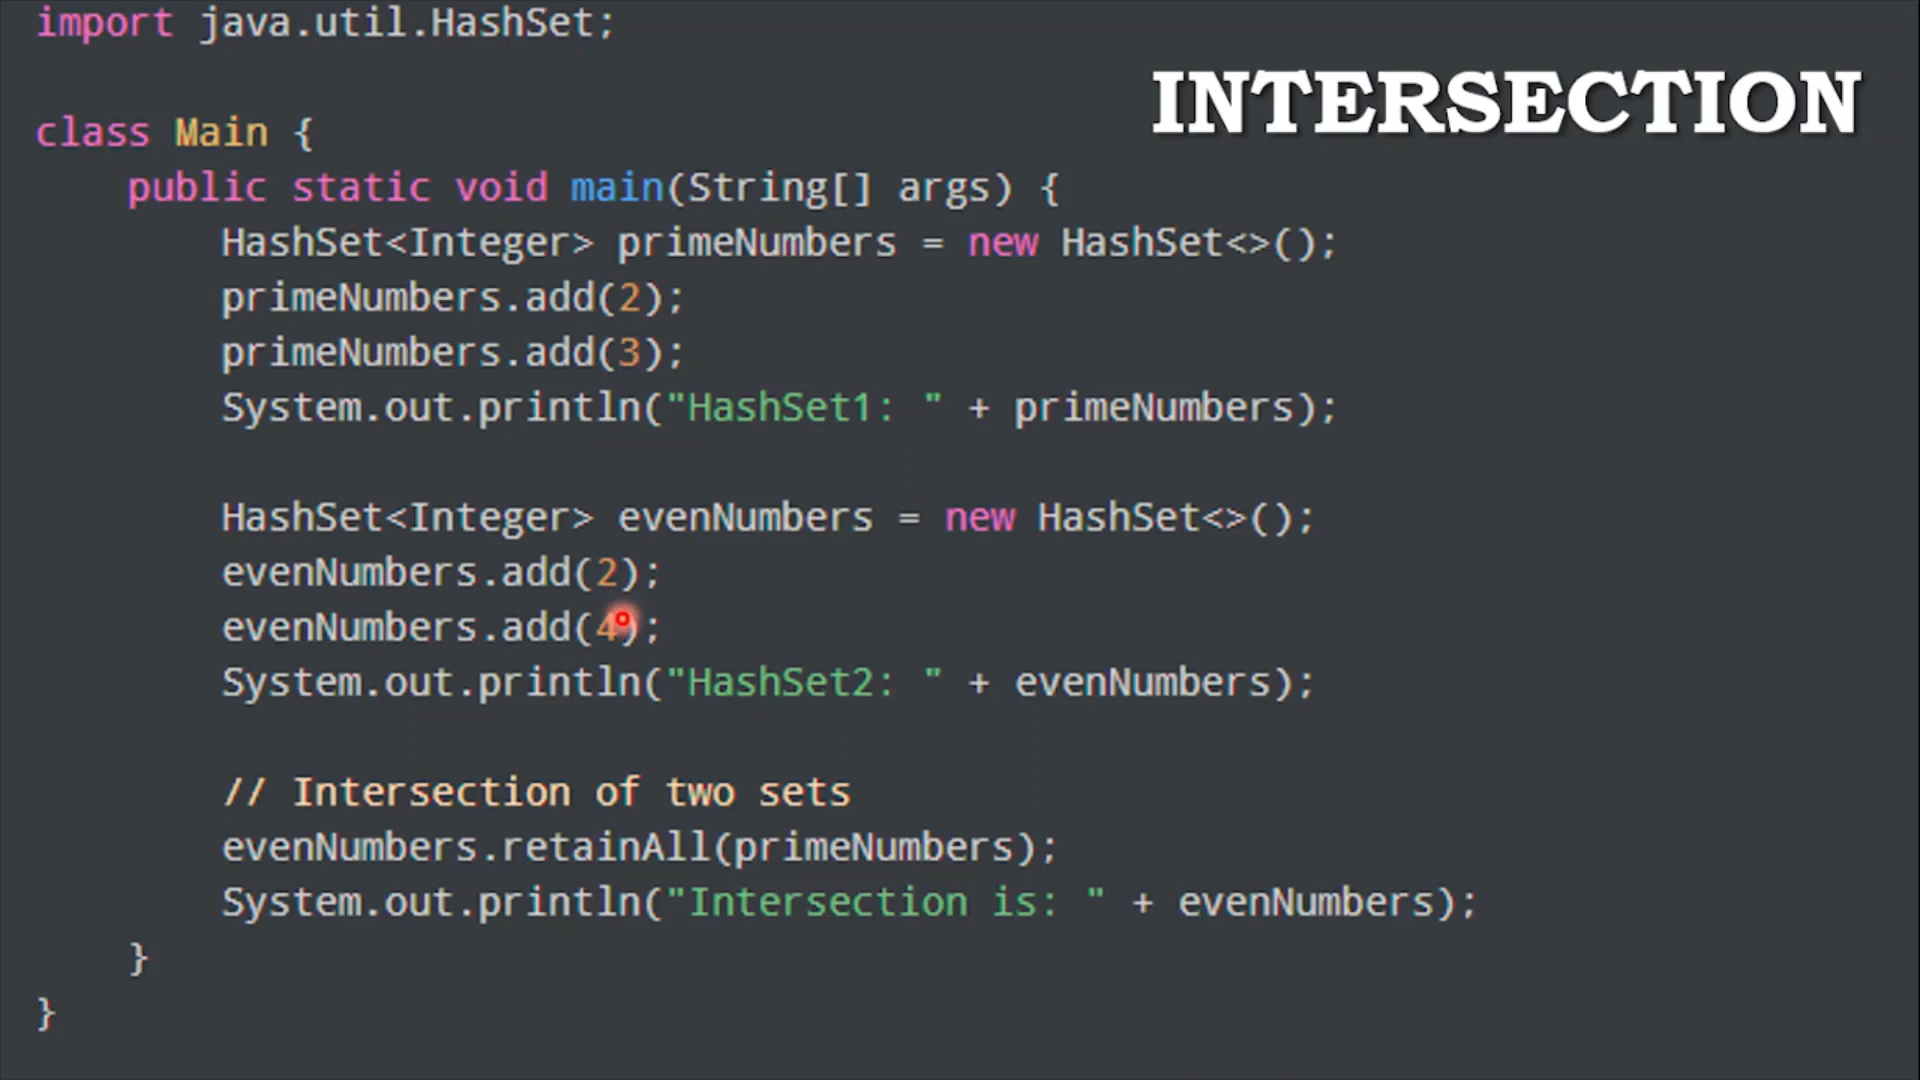 import java.util.HashSet;
INTERSECTION
class Main {
    public static void main(String[] args) {
        HashSet<Integer> primeNumbers = new HashSet<>();
        primeNumbers.add(2);
        primeNumbers.add(3);
        System.out.println("HashSet1: " + primeNumbers);
        HashSet<Integer> evenNumbers = new HashSet<>();
        evenNumbers.add(2);
        evenNumbers.add(4);
        System.out.println("HashSet2: " + evenNumbers);
        // Intersection of two sets
        evenNumbers.retainAll(primeNumbers);
        System.out.println("Intersection is: " + evenNumbers);
    }
}